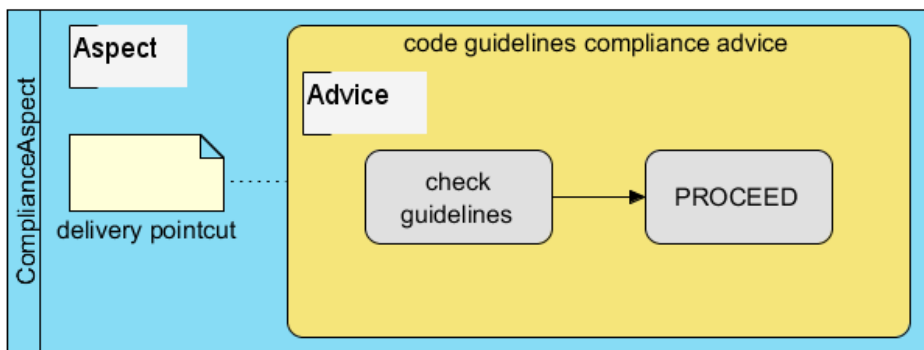 ComplianceAspect
Aspect
delivery pointcut
code guidelines compliance advice
Advice
check
guidelines
PROCEED